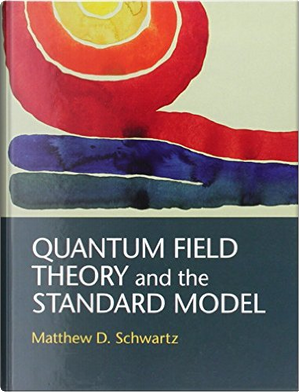 QUANTUM FIELD
THEORY and the
STANDARD MODEL
Matthew D. Schwartz